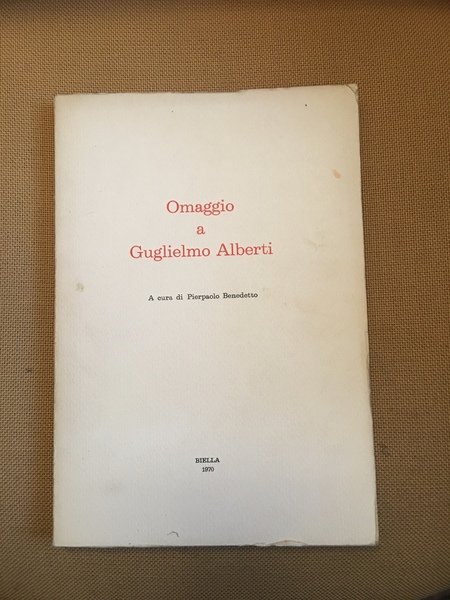 Omaggio
a
Guglielmo Alberti
A cura di Pierpaolo Benedetto
BIELLA
1970